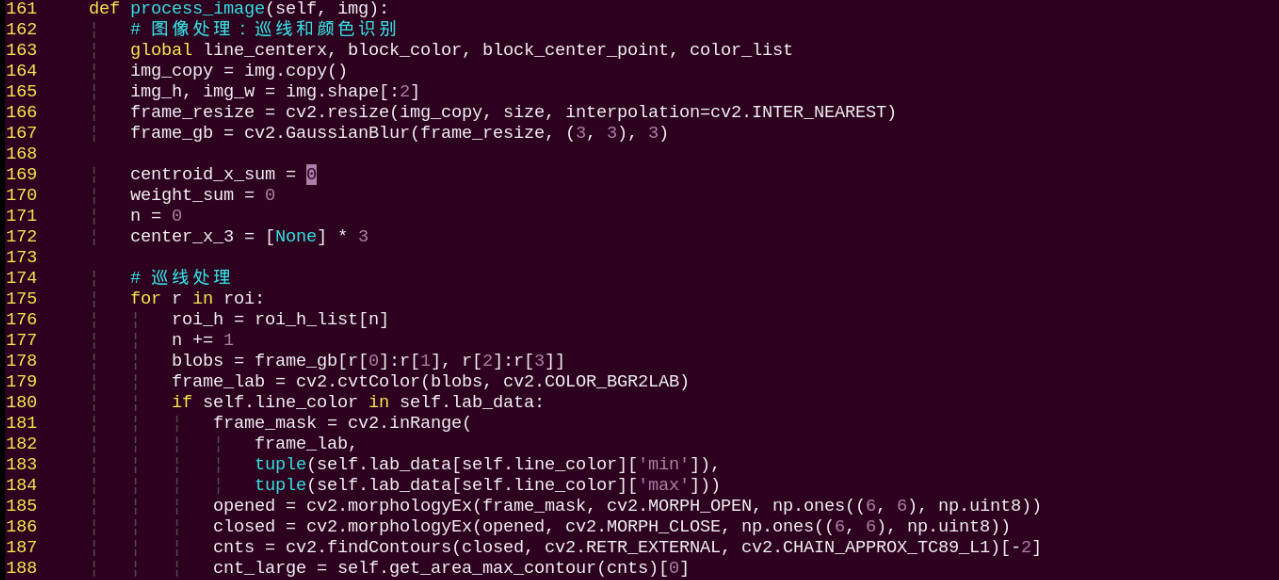 161     def process_image(self, img):
162         # 图像处理：巡线和颜色识别
163         global line_centerx, block_color, block_center_point, color_list
164         img_copy = img.copy()
165         img_h, img_w = img.shape[:2]
166         frame_resize = cv2.resize(img_copy, size, interpolation=cv2.INTER_NEAREST)
167         frame_gb = cv2.GaussianBlur(frame_resize, (3, 3), 3)
168
169         centroid_x_sum = 0
170         weight_sum = 0
171         n = 0
172         center_x_3 = [None] * 3
173
174         # 巡线处理
175         for r in roi:
176             roi_h = roi_h_list[n]
177             n += 1
178             blobs = frame_gb[r[0]:r[1], r[2]:r[3]]
179             frame_lab = cv2.cvtColor(blobs, cv2.COLOR_BGR2LAB)
180             if self.line_color in self.lab_data:
181                 frame_mask = cv2.inRange(
182                     frame_lab,
183                     tuple(self.lab_data[self.line_color]['min']),
184                     tuple(self.lab_data[self.line_color]['max']))
185                 opened = cv2.morphologyEx(frame_mask, cv2.MORPH_OPEN, np.ones((6, 6), np.uint8))
186                 closed = cv2.morphologyEx(opened, cv2.MORPH_CLOSE, np.ones((6, 6), np.uint8))
187                 cnts = cv2.findContours(closed, cv2.RETR_EXTERNAL, cv2.CHAIN_APPROX_TC89_L1)[-2]
188                 cnt_large = self.get_area_max_contour(cnts)[0]